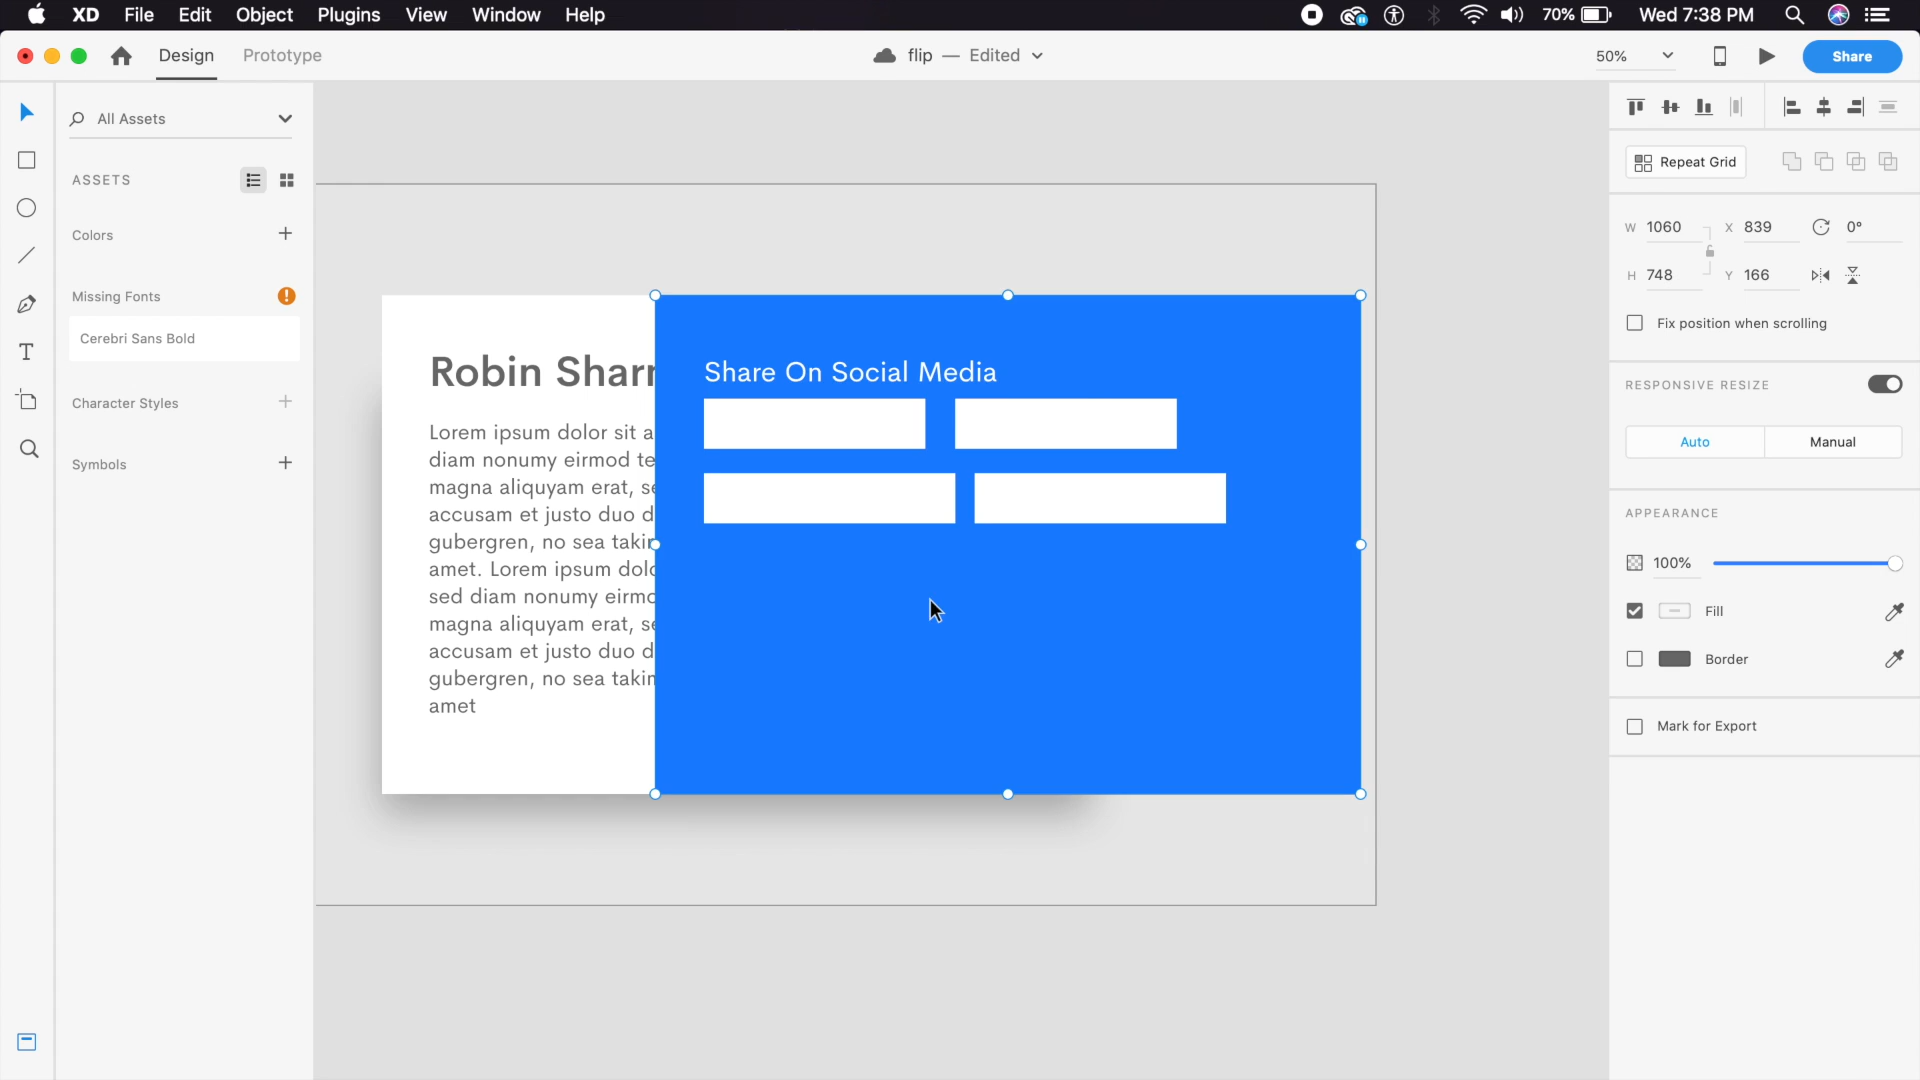 XD File Edit Object Plugins View Window Help 70% Wed 7:38 PM
Design Prototype flip — Edited 50% Share
All Assets
ASSETS
Colors
Missing Fonts
Cerebri Sans Bold
Character Styles
Symbols
Robin Shar
Lorem ipsum dolor sit a
diam nonumy eirmod te
magna aliquyam erat, se
accusam et justo duo d
gubergren, no sea takin
amet. Lorem ipsum dolo
sed diam nonumy eirmo
magna aliquyam erat, se
accusam et justo duo d
gubergren, no sea takin
amet
Share On Social Media
Repeat Grid
W 1060 X 839 0°
H 748 Y 166
Fix position when scrolling
RESPONSIVE RESIZE
Auto Manual
APPEARANCE
100%
Fill
Border
Mark for Export